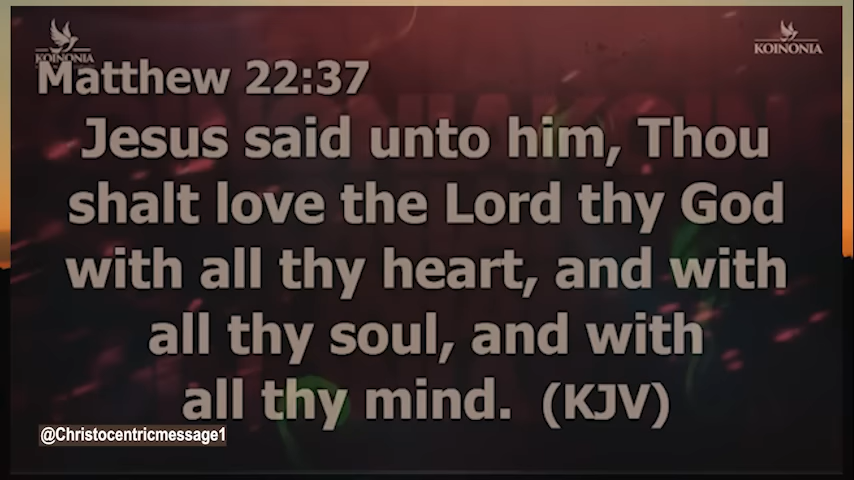 KOINONIA
KOINONIA
Matthew 22:37
Jesus said unto him, Thou
shalt love the Lord thy God
with all thy heart, and with
all thy soul, and with
all thy mind. (KJV)
@Christocentricmessage1